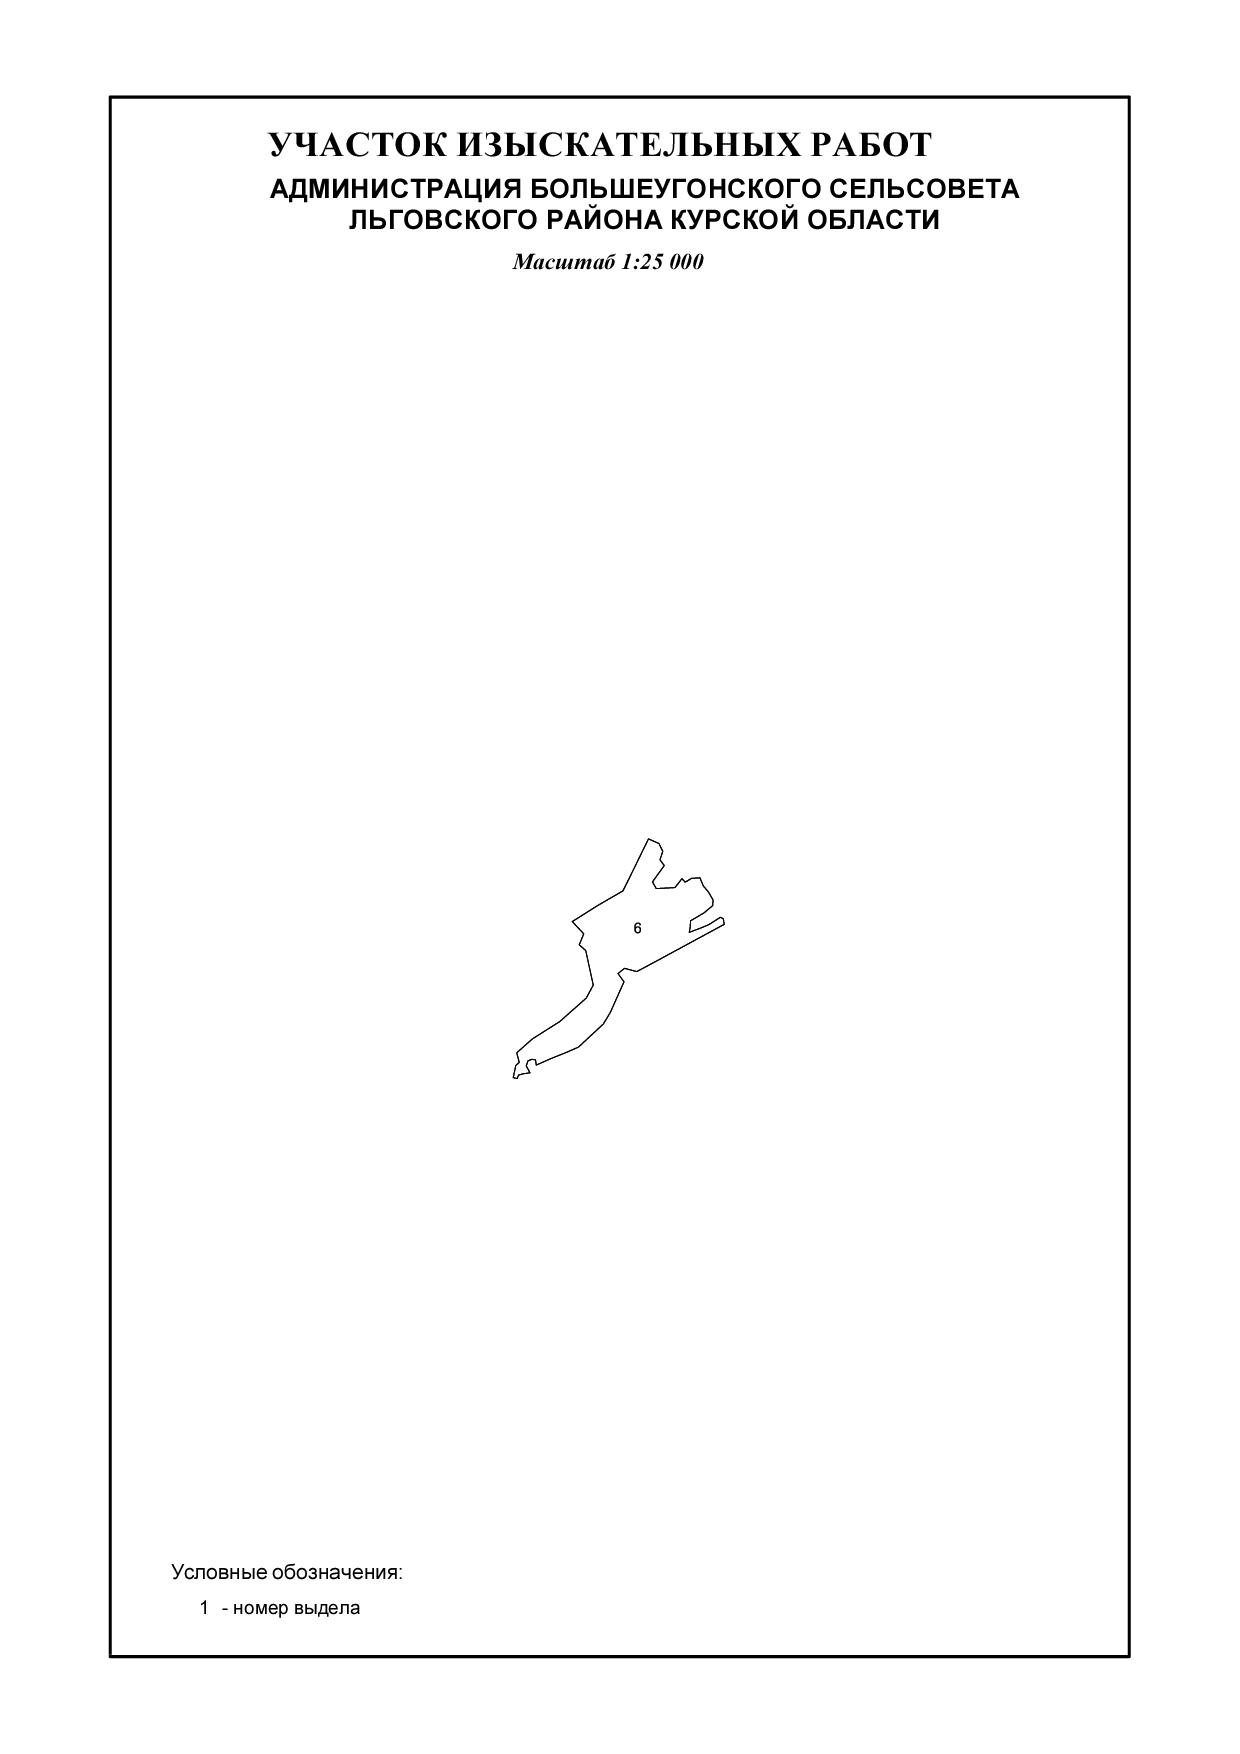 УЧАСТОК ИЗЫСКАТЕЛЬНЫХ РАБОТ
АДМИНИСТРАЦИЯ БОЛЬШЕУГОНСКОГО СЕЛЬСОВЕТА
ЛЬГОВСКОГО РАЙОНА КУРСКОЙ ОБЛАСТИ
Масштаб 1:25 000
6
Условные обозначения:
1 - номер выдела